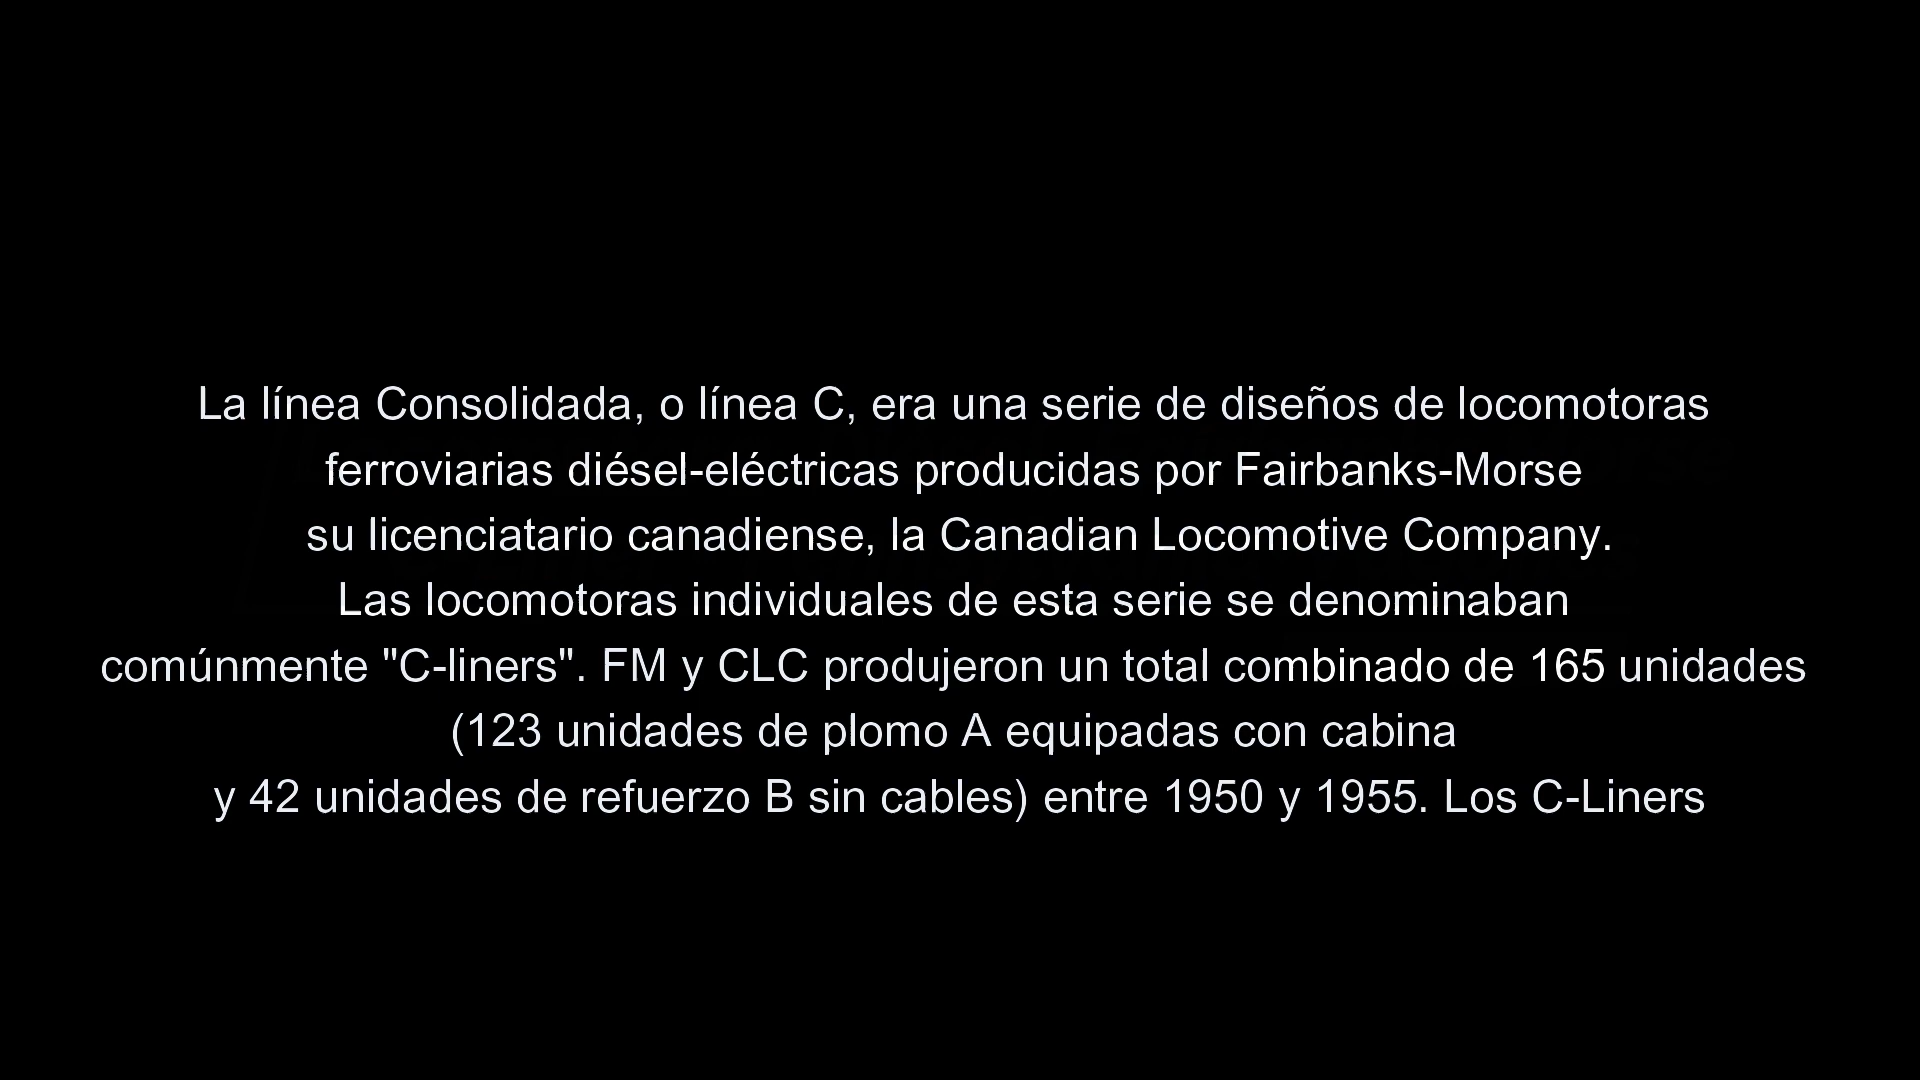 La línea Consolidada, o línea C, era una serie de diseños de locomotoras
ferroviarias diésel-eléctricas producidas por Fairbanks-Morse
su licenciatario canadiense, la Canadian Locomotive Company.
Las locomotoras individuales de esta serie se denominaban
comúnmente "C-liners". FM y CLC produjeron un total combinado de 165 unidades
(123 unidades de plomo A equipadas con cabina
y 42 unidades de refuerzo B sin cables) entre 1950 y 1955. Los C-Liners